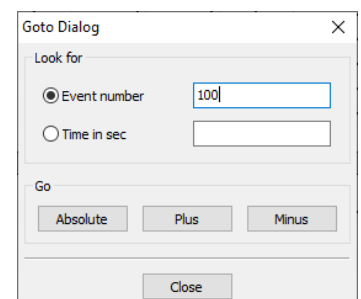 Goto Dialog
Look for
Event number 100
Time in sec
Go
Absolute Plus Minus
Close